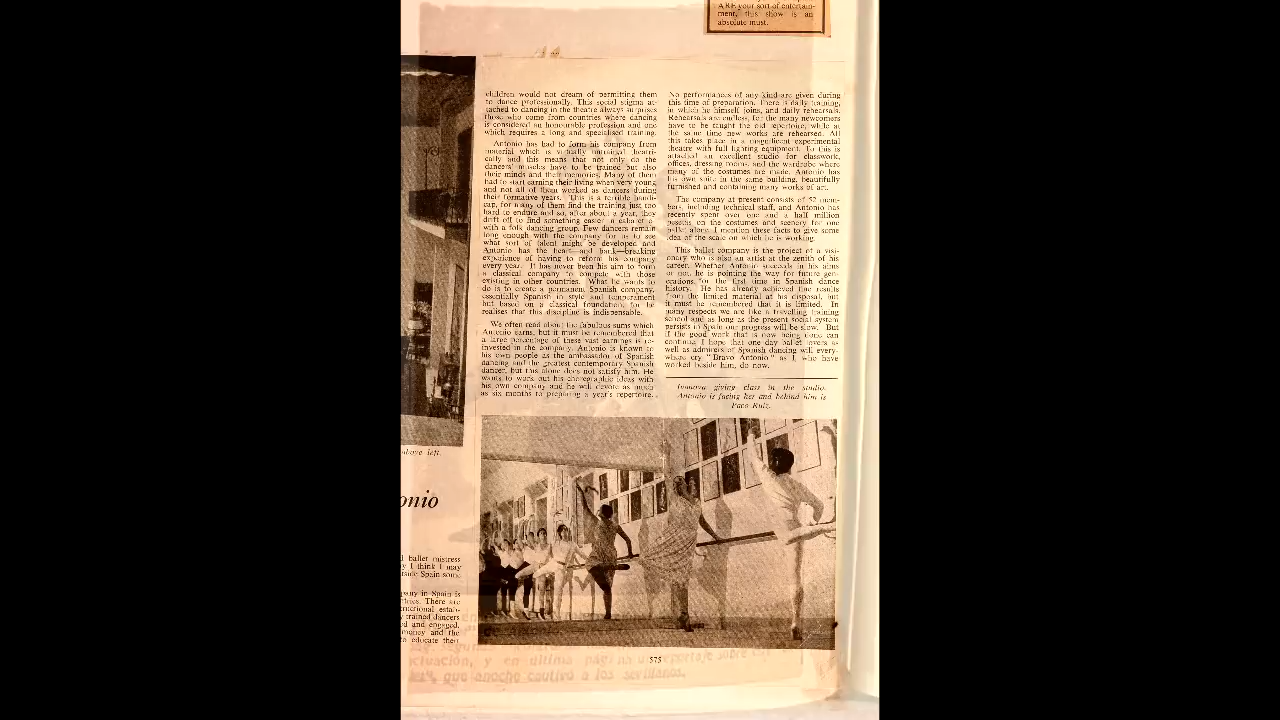 ARE your sort of entertain-
ment, this show is an
absolute must.
above left.
onio
l ballet mistress
y I think I may
tside Spain some
pany in Spain is
tries. There are
tructional estab-
y trained dancers
ed and engaged.
money and the
to educate their
children would not dream of permitting them
to dance professionally. This social stigma at-
tached to dancing in the theatre always surprises
those who come from countries where dancing
is considered an honourable profession and one
which requires a long and specialised training.
Antonio has had to form his company from
material which is virtually untrained theatri-
cally and this means that not only do the
dancers' muscles have to be trained but also
their minds and their memories. Many of them
had to start earning their living when very young
and not all of them worked as dancers during
their formative years. This is a terrible handi-
cap, for many of them find the training just too
hard to endure and so, after about a year, they
drift off to find something easier in cabaret or
with a folk dancing group. Few dancers remain
long enough with the company for us to see
what sort of talent might be developed and
Antonio has the heart—and back—breaking
experience of having to reform his company
every year. It has never been his aim to form
a classical company to compete with those
existing in other countries. What he wants to
do is to create a permanent Spanish company,
essentially Spanish in style and temperament
but based on a classical foundation, for he
realises that this discipline is indispensable.
We often read about the fabulous sums which
Antonio earns, but it must be remembered that
a large percentage of these vast earnings is re-
invested in the company. Antonio is known to
his own people as the ambassador of Spanish
dancing and the greatest contemporary Spanish
dancer, but this alone does not satisfy him. He
wants to work out his choreographic ideas with
his own company and he will devote as much
as six months to preparing a year's repertoire.
No performances of any kind are given during
this time of preparation. There is daily training,
in which he himself joins, and daily rehearsals.
Rehearsals are endless, for the many newcomers
have to be taught the old repertoire, while at
the same time new works are rehearsed. All
this takes place in a magnificent experimental
theatre with full lighting equipment. To this is
attached an excellent studio for classwork,
offices, dressing rooms, and the wardrobe where
many of the costumes are made. Antonio has
his own suite in the same building, beautifully
furnished and containing many works of art.
The company at present consists of 52 mem-
bers, including technical staff, and Antonio has
recently spent over one and a half million
pesetas on the costumes and scenery for one
ballet alone. I mention these facts to give some
idea of the scale on which he is working.
This ballet company is the project of a visi-
onary who is also an artist at the zenith of his
career. Whether Antonio succeeds in his aims
or not, he is pointing the way for future gen-
erations, for the first time in Spanish dance
history. He has already achieved fine results
from the limited material at his disposal, but
it must be remembered that it is limited. In
many respects we are like a travelling training
school and as long as the present social system
persists in Spain our progress will be slow. But
if the good work that is now being done can
continue I hope that one day ballet lovers as
well as admirers of Spanish dancing will every-
where cry "Bravo Antonio" as I, who have
worked beside him, do now.
giving class in the studio.
Antonio is facing her and behind him is
Paco Ruiz.
575
ctuación, y en última página reportaje sobre
que anoche cautivó a los sevillanos.